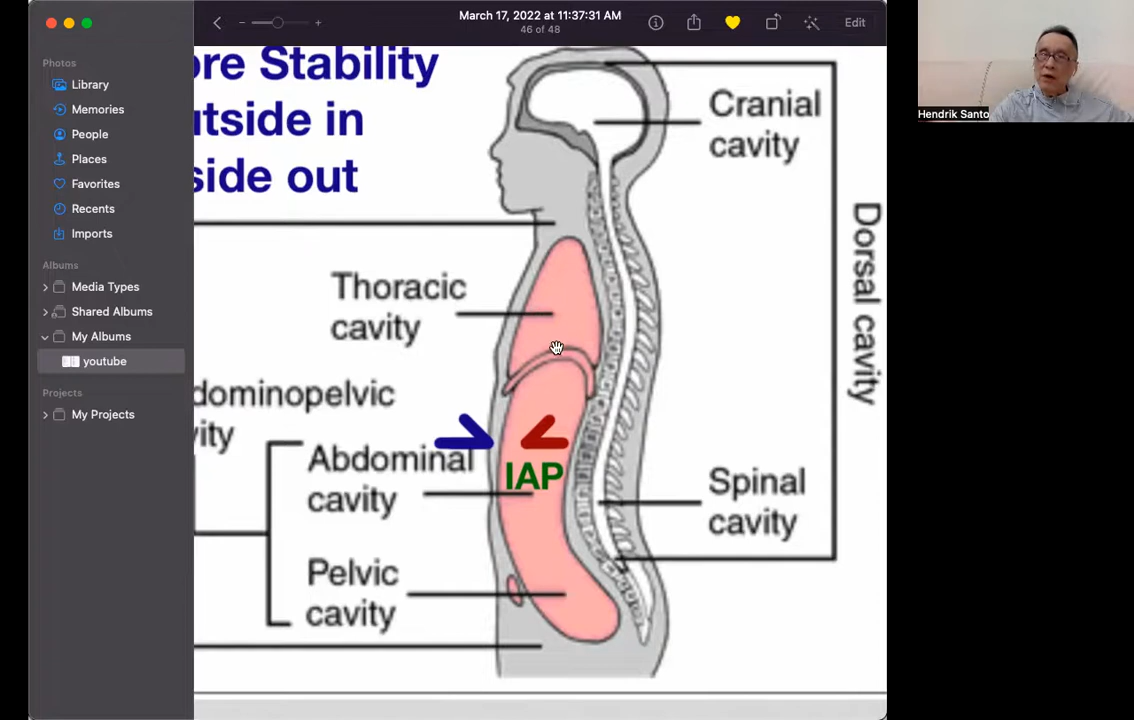 March 17, 2022 at 11:37:31 AM
46 of 48
Edit
Photos
Library
Memories
People
Places
Favorites
Recents
Imports
Albums
Media Types
Shared Albums
My Albums
youtube
Projects
My Projects
re Stability
tside in
side out
Cranial
cavity
Dorsal cavity
Thoracic
cavity
dominopelvic
ity
Abdominal
cavity
IAP
Spinal
cavity
Pelvic
cavity
Hendrik Santo